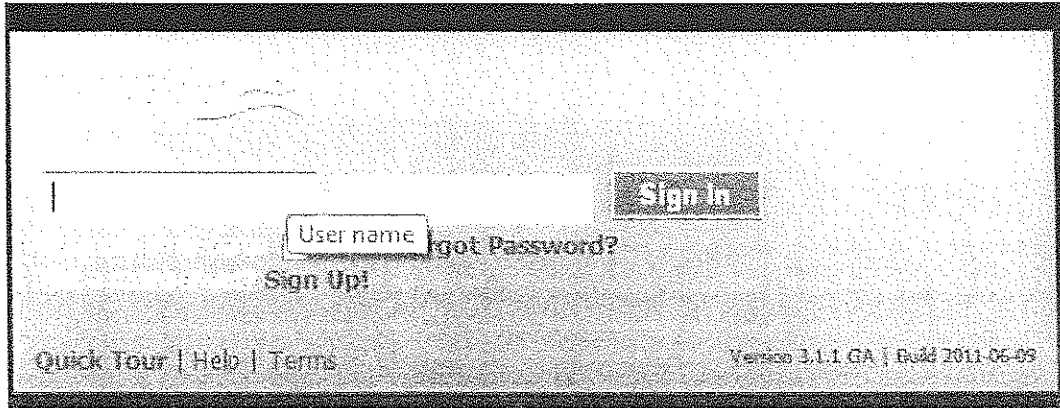 Sign In
User name rgot Password?
Sign Up!
Quick Tour | Help | Terms
Version 3.1.1 GA | Build 2011-06-09